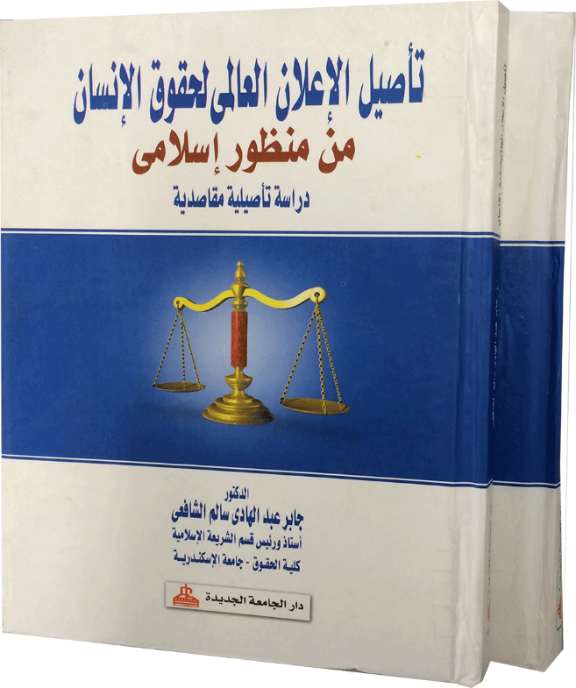 تأصيل الإعلان العالمى لحقوق الإنسان
من منظور إسلامى
دراسة تأصيلية مقاصدية
الدكتور
جابر عبد الهادى سالم الشافعى
أستاذ ورئيس قسم الشريعة الإسلامية
كلية الحقوق - جامعة الإسكندرية
دار الجامعة الجديدة